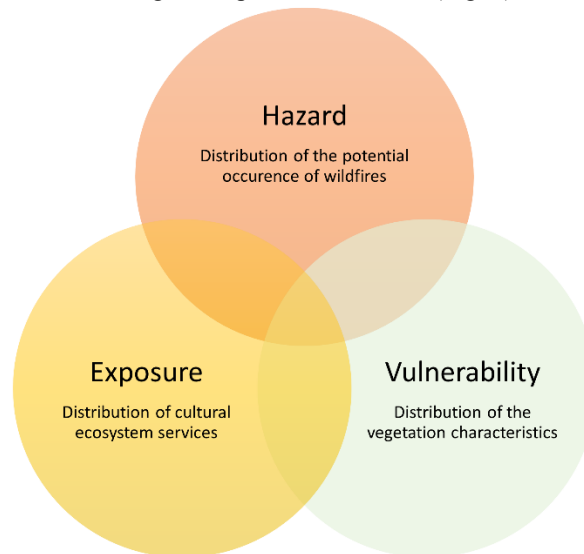 Hazard
Distribution of the potential
occurence of wildfires
Exposure
Distribution of cultural
ecosystem services
Vulnerability
Distribution of the
vegetation characteristics